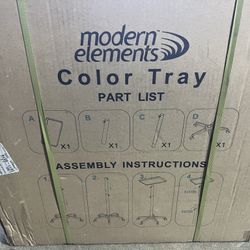 modern
elements
Color Tray
PART LIST
A B C D
X1 X1 X1 X1
ASSEMBLY INSTRUCTIONS
1 2 3 4